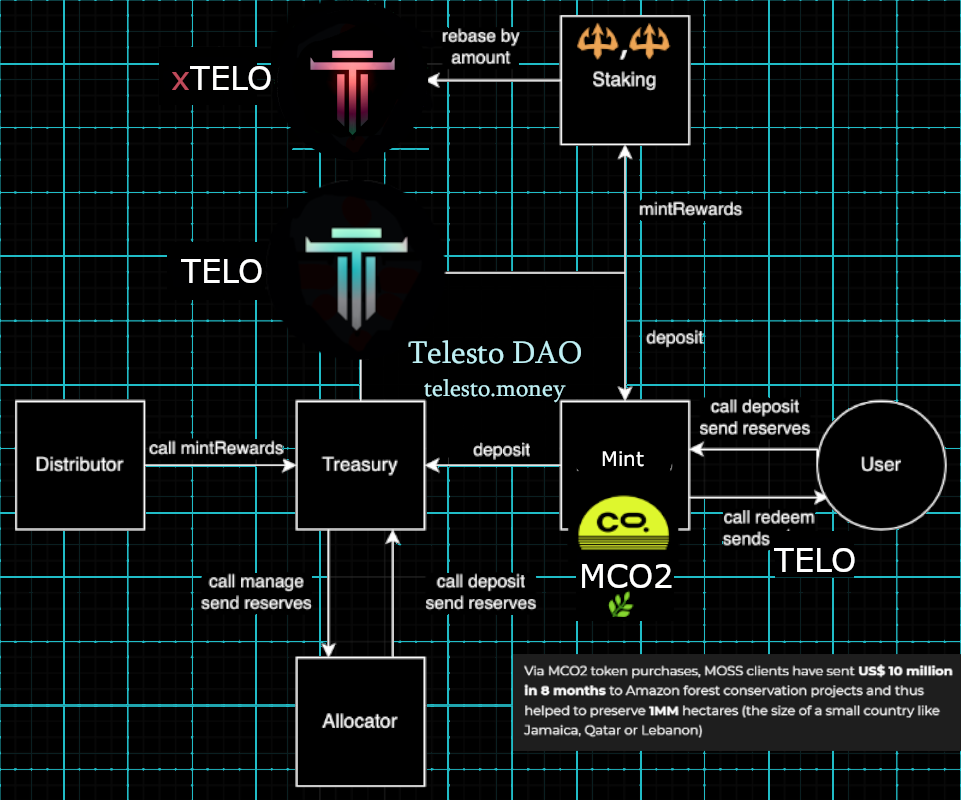 rebase by
amount
xTELO
Staking
mintRewards
TELO
deposit
Telesto DAO
telesto.money
call deposit
send reserves
call mintRewards
deposit
Distributor
Treasury
Mint
User
CO.
call redeem
sends
TELO
MCO2
call manage
send reserves
call deposit
send reserves
Allocator
Via MCO2 token purchases, MOSS clients have sent US$ 10 million
in 8 months to Amazon forest conservation projects and thus
helped to preserve 1MM hectares (the size of a small country like
Jamaica, Qatar or Lebanon)